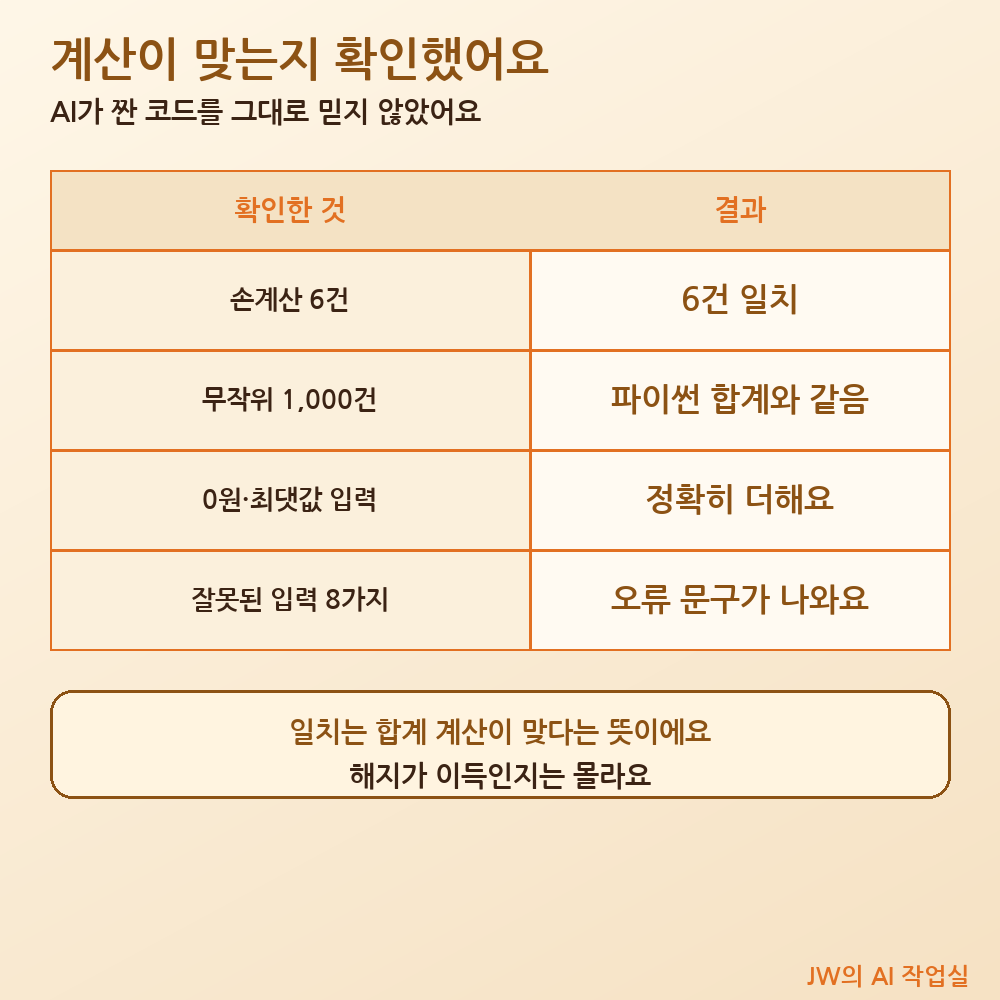 계산이 맞는지 확인했어요
AI가 짠 코드를 그대로 믿지 않았어요
확인한 것 결과
손계산 6건 6건 일치
무작위 1,000건 파이썬 합계와 같음
0원·최댓값 입력 정확히 더해요
잘못된 입력 8가지 오류 문구가 나와요
일치는 합계 계산이 맞다는 뜻이에요
해지가 이득인지는 몰라요
JW의 AI 작업실